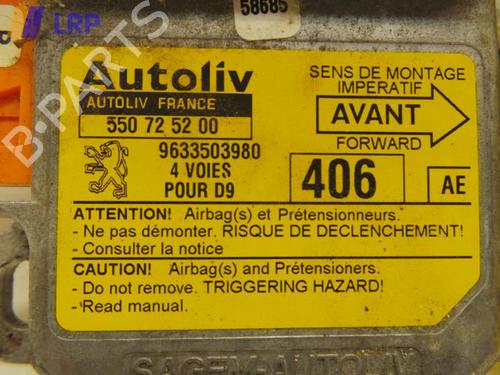 58685
LRP
B-PARTS
Autoliv
AUTOLIV FRANCE
550 72 52 00
9633503980
4 VOIES
POUR D9
SENS DE MONTAGE
IMPERATIF
AVANT
FORWARD
406
AE
ATTENTION! Airbag(s) et Prétensionneurs.
- Ne pas démonter. RISQUE DE DECLENCHEMENT!
- Consulter la notice
CAUTION! Airbag(s) and Prétensioners.
- Do not remove. TRIGGERING HAZARD!
- Read manual.
SAGEM-AUTOLIV